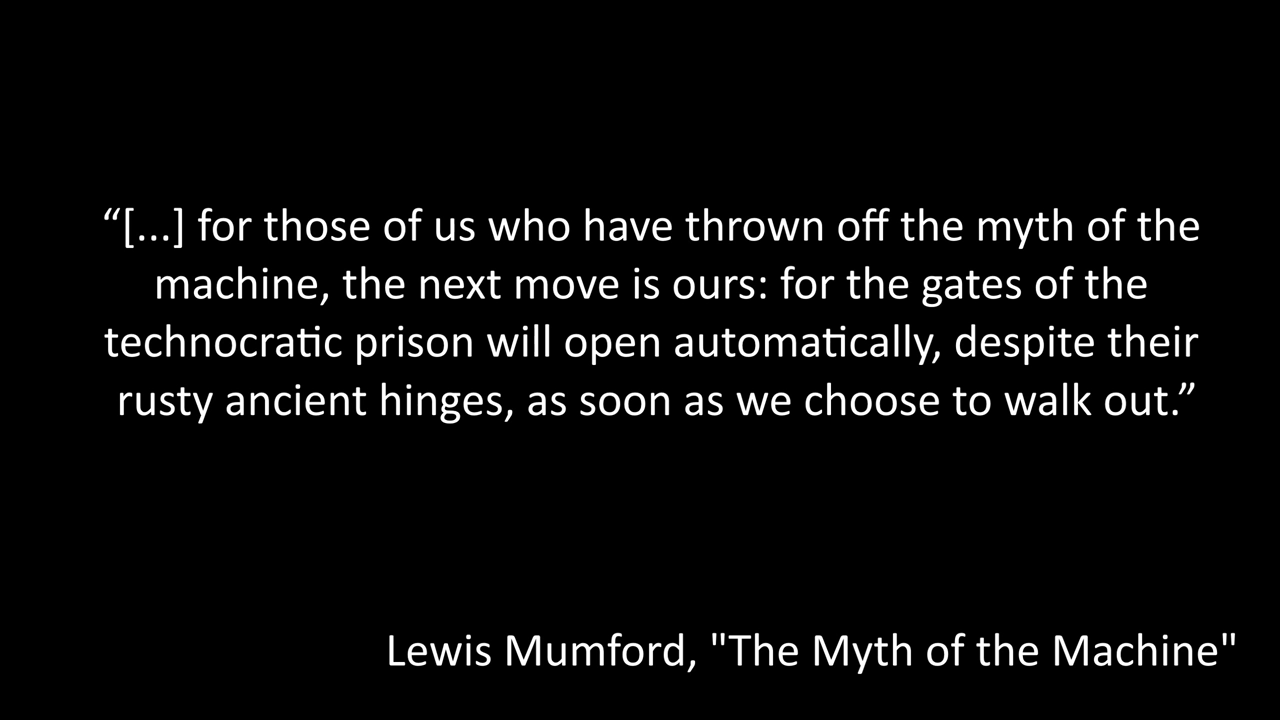 “[...] for those of us who have thrown off the myth of the
machine, the next move is ours: for the gates of the
technocratic prison will open automatically, despite their
rusty ancient hinges, as soon as we choose to walk out.”
Lewis Mumford, "The Myth of the Machine"